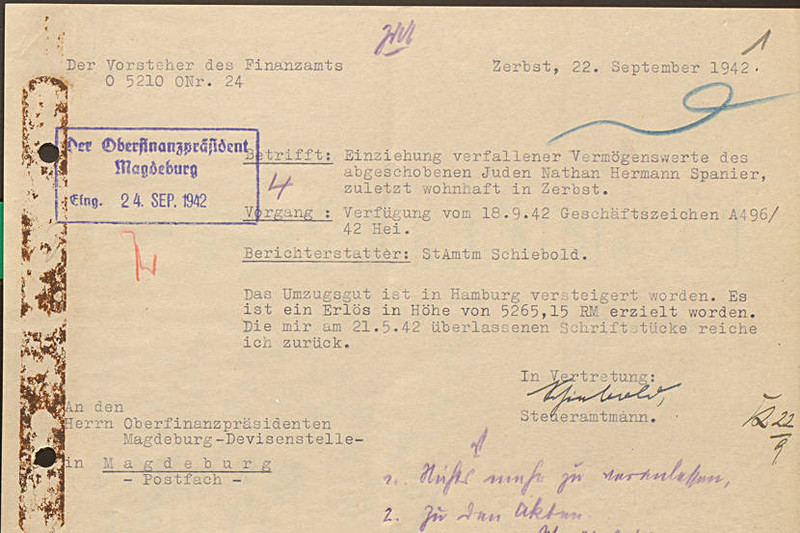 1
Der Vorsteher des Finanzamts
O 5210 ONr. 24
Zerbst, 22. September 1942.
Der Oberfinanzpräsident
Magdeburg
Eing. 24. SEP. 1942
4
Betrifft: Einziehung verfallener Vermögenswerte des
abgeschobenen Juden Nathan Hermann Spanier,
zuletzt wohnhaft in Zerbst.
Vorgang : Verfügung vom 18.9.42 Geschäftszeichen A496/
42 Hei.
Berichterstatter: StAmtm Schiebold.
Das Umzugsgut ist in Hamburg versteigert worden. Es
ist ein Erlös in Höhe von 5265,15 RM erzielt worden.
Die mir am 21.5.42 überlassenen Schriftstücke reiche
ich zurück.
In Vertretung:
Schiebold,
Steueramtmann.
An den
Herrn Oberfinanzpräsidenten
Magdeburg-Devisenstelle-
in Magdeburg
- Postfach -
22/9
1. Nichts mehr zu veranlassen,
2. Zu den Akten